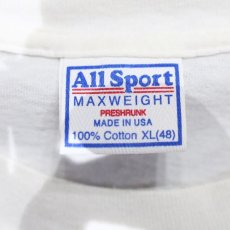 All Sport
MAXWEIGHT
PRESHRUNK
MADE IN USA
100% Cotton XL(48)